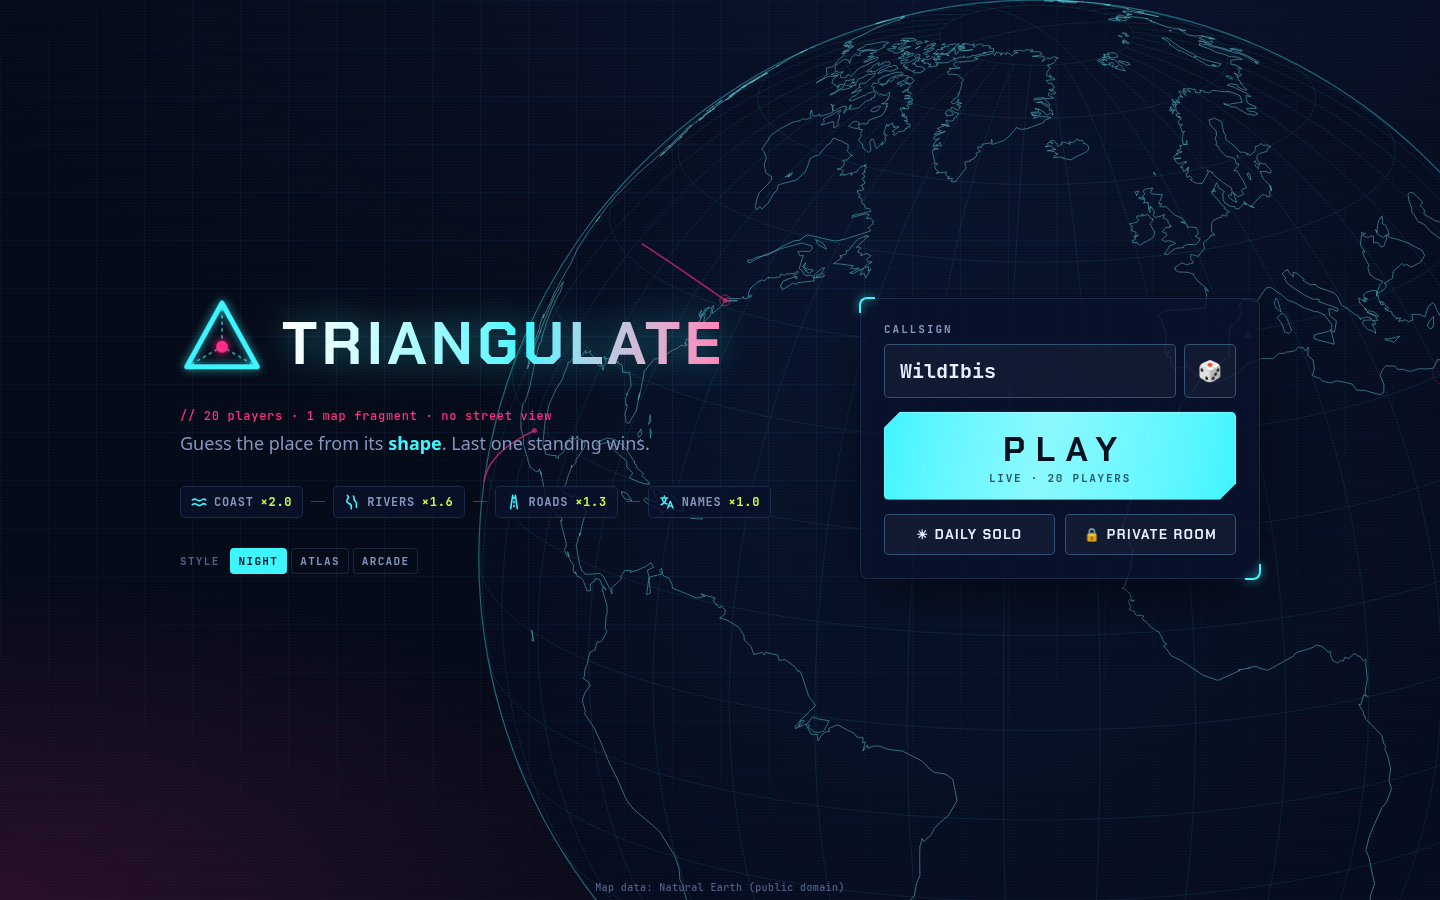 TRIANGULATE
// 20 players · 1 map fragment · no street view
Guess the place from its shape. Last one standing wins.
COAST ×2.0 — RIVERS ×1.6 — ROADS ×1.3 — NAMES ×1.0
STYLE NIGHT ATLAS ARCADE
CALLSIGN
WildIbis
PLAY
LIVE · 20 PLAYERS
☀ DAILY SOLO 🔒 PRIVATE ROOM
Map data: Natural Earth (public domain)